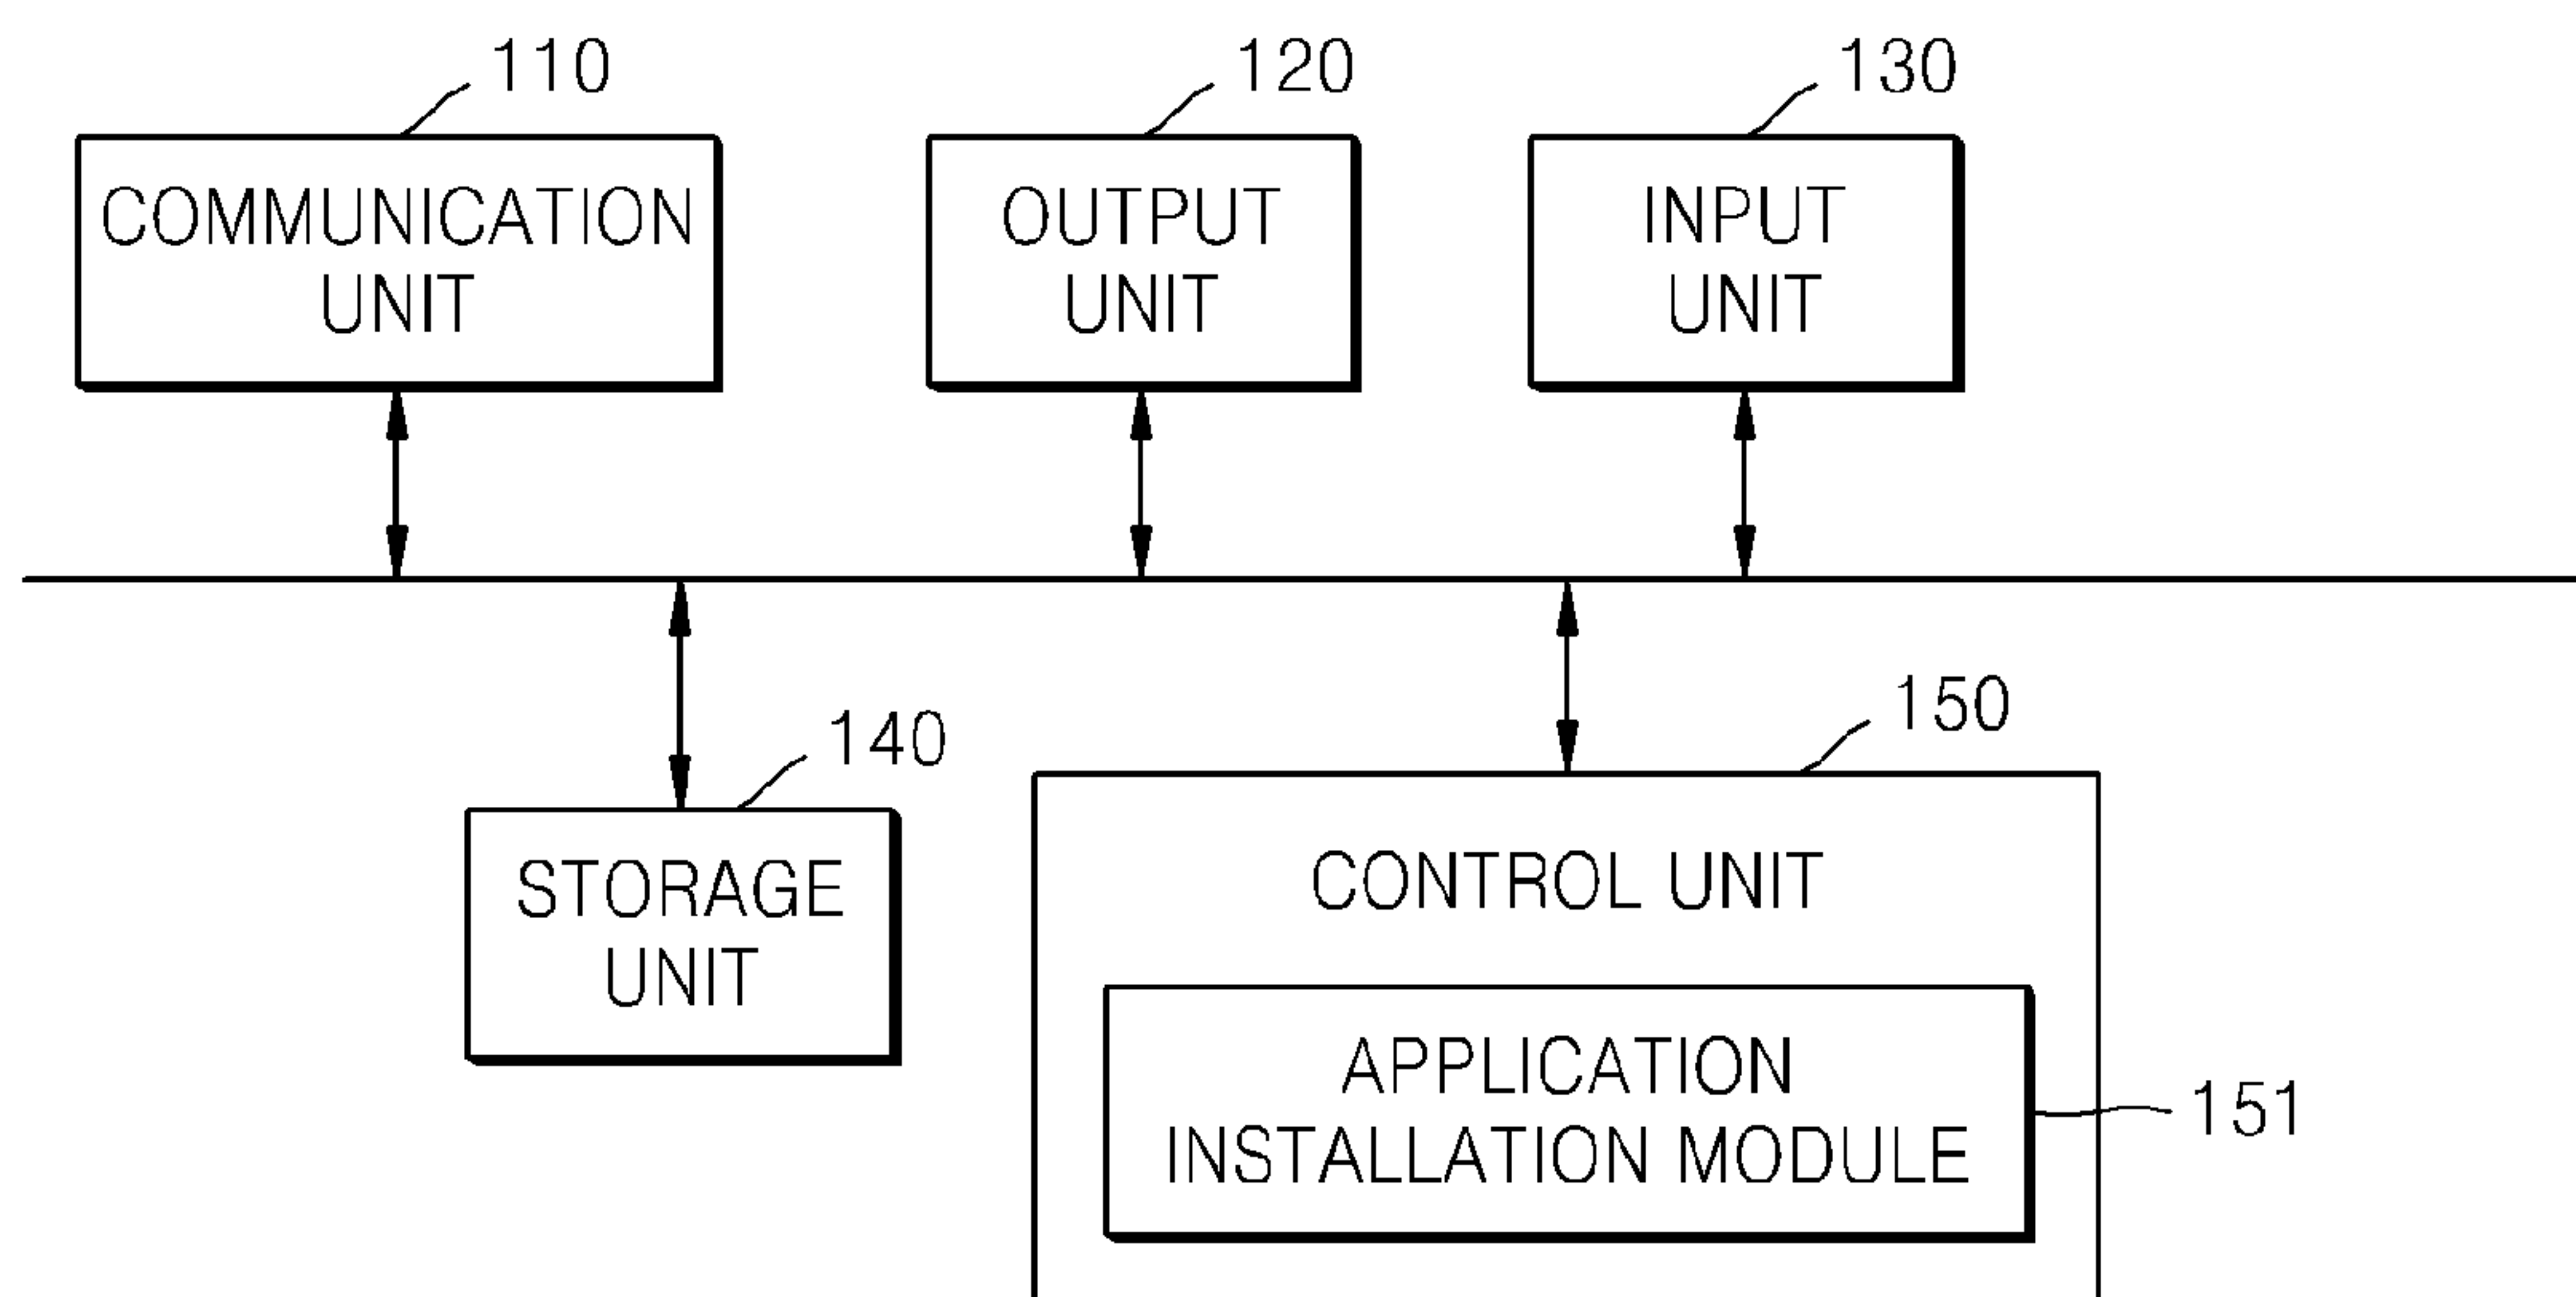 110
120
130
COMMUNICATION
UNIT
OUTPUT
UNIT
INPUT
UNIT
140
150
STORAGE
UNIT
CONTROL UNIT
APPLICATION
INSTALLATION MODULE
151